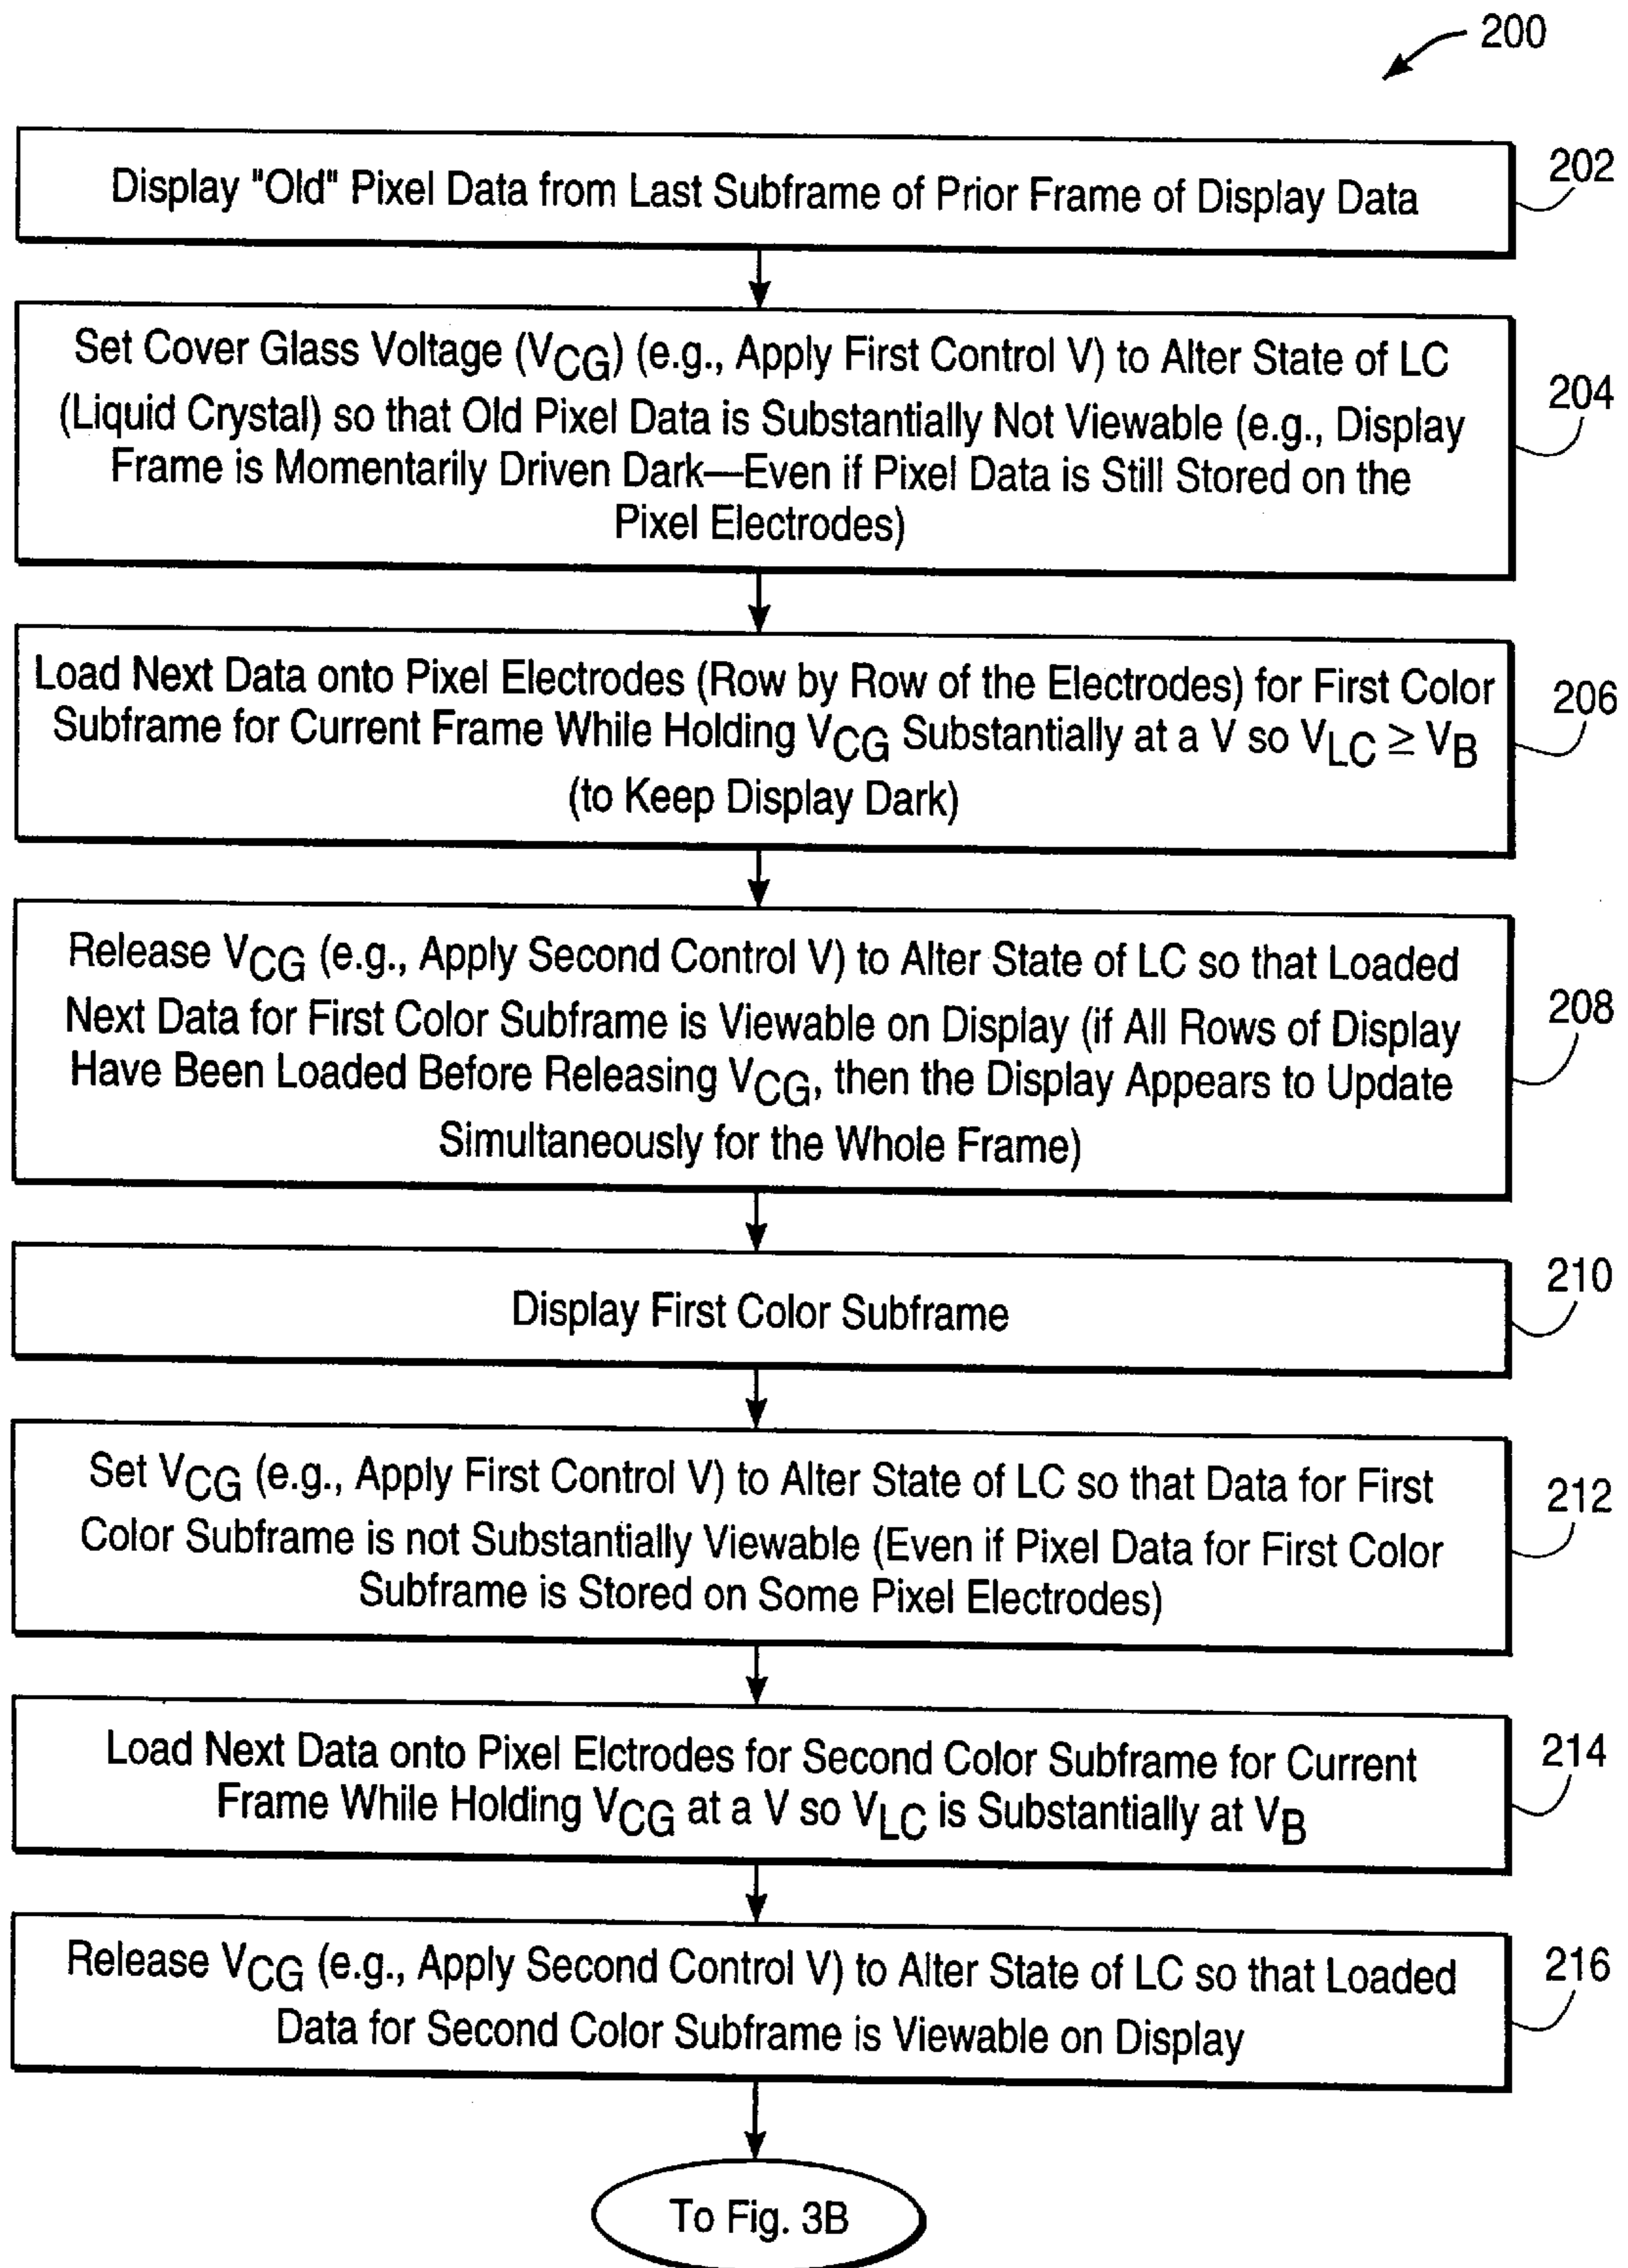 200
Display "Old" Pixel Data from Last Subframe of Prior Frame of Display Data
202
Set Cover Glass Voltage (VCG) (e.g., Apply First Control V) to Alter State of LC
(Liquid Crystal) so that Old Pixel Data is Substantially Not Viewable (e.g., Display
Frame is Momentarily Driven Dark—Even if Pixel Data is Still Stored on the
Pixel Electrodes)
204
Load Next Data onto Pixel Electrodes (Row by Row of the Electrodes) for First Color
Subframe for Current Frame While Holding VCG Substantially at a V so VLC ≥ VB
(to Keep Display Dark)
206
Release VCG (e.g., Apply Second Control V) to Alter State of LC so that Loaded
Next Data for First Color Subframe is Viewable on Display (if All Rows of Display
Have Been Loaded Before Releasing VCG, then the Display Appears to Update
Simultaneously for the Whole Frame)
208
Display First Color Subframe
210
Set VCG (e.g., Apply First Control V) to Alter State of LC so that Data for First
Color Subframe is not Substantially Viewable (Even if Pixel Data for First Color
Subframe is Stored on Some Pixel Electrodes)
212
Load Next Data onto Pixel Elctrodes for Second Color Subframe for Current
Frame While Holding VCG at a V so VLC is Substantially at VB
214
Release VCG (e.g., Apply Second Control V) to Alter State of LC so that Loaded
Data for Second Color Subframe is Viewable on Display
216
To Fig. 3B